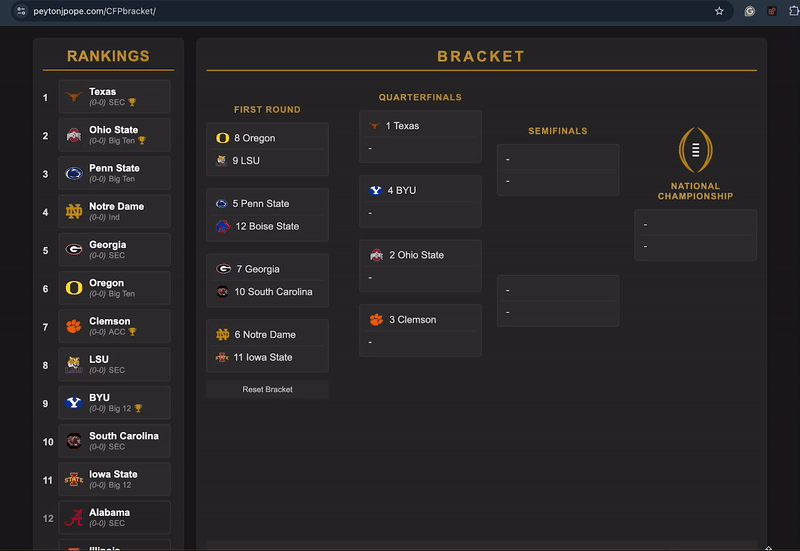 peytonjpope.com/CFPbracket/
RANKINGS
1
Texas
(0-0) SEC
2
Ohio State
(0-0) Big Ten
3
Penn State
(0-0) Big Ten
4
Notre Dame
(0-0) Ind
5
Georgia
(0-0) SEC
6
Oregon
(0-0) Big Ten
7
Clemson
(0-0) ACC
8
LSU
(0-0) SEC
9
BYU
(0-0) Big 12
10
South Carolina
(0-0) SEC
11
Iowa State
(0-0) Big 12
12
Alabama
(0-0) SEC
Illinois
BRACKET
FIRST ROUND
8 Oregon
9 LSU
5 Penn State
12 Boise State
7 Georgia
10 South Carolina
6 Notre Dame
11 Iowa State
Reset Bracket
QUARTERFINALS
1 Texas
-
4 BYU
-
2 Ohio State
-
3 Clemson
-
SEMIFINALS
-
-
-
-
NATIONAL
CHAMPIONSHIP
-
-